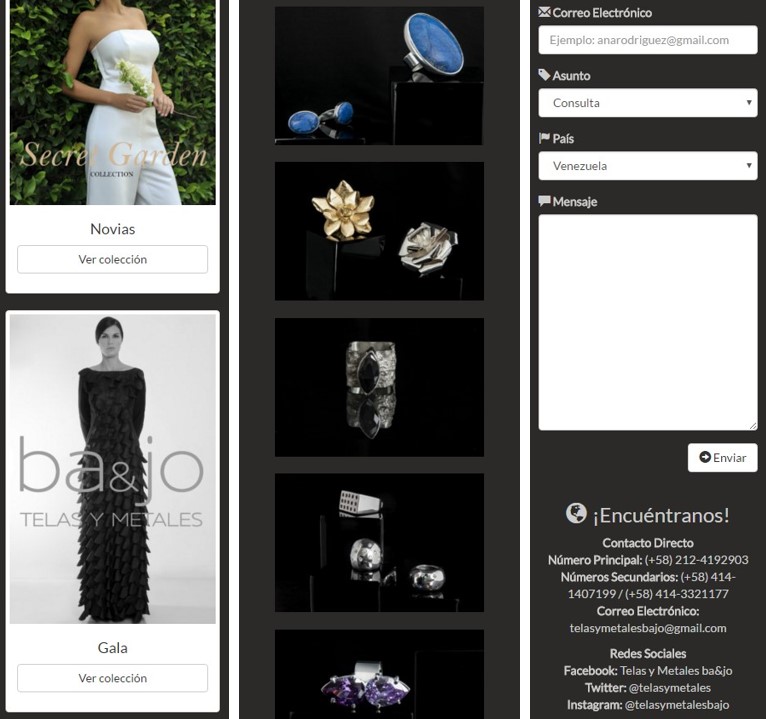 Secret Garden
COLLECTION
Novias
Ver colección
ba&jo
TELAS Y METALES
Gala
Ver colección
Correo Electrónico
Ejemplo: anarodriguez@gmail.com
Asunto
Consulta
País
Venezuela
Mensaje
Enviar
¡Encuéntranos!
Contacto Directo
Número Principal: (+58) 212-4192903
Números Secundarios: (+58) 414-
1407199 / (+58) 414-3321177
Correo Electrónico:
telasymetalesbajo@gmail.com
Redes Sociales
Facebook: Telas y Metales ba&jo
Twitter: @telasymetales
Instagram: @telasymetalesbajo